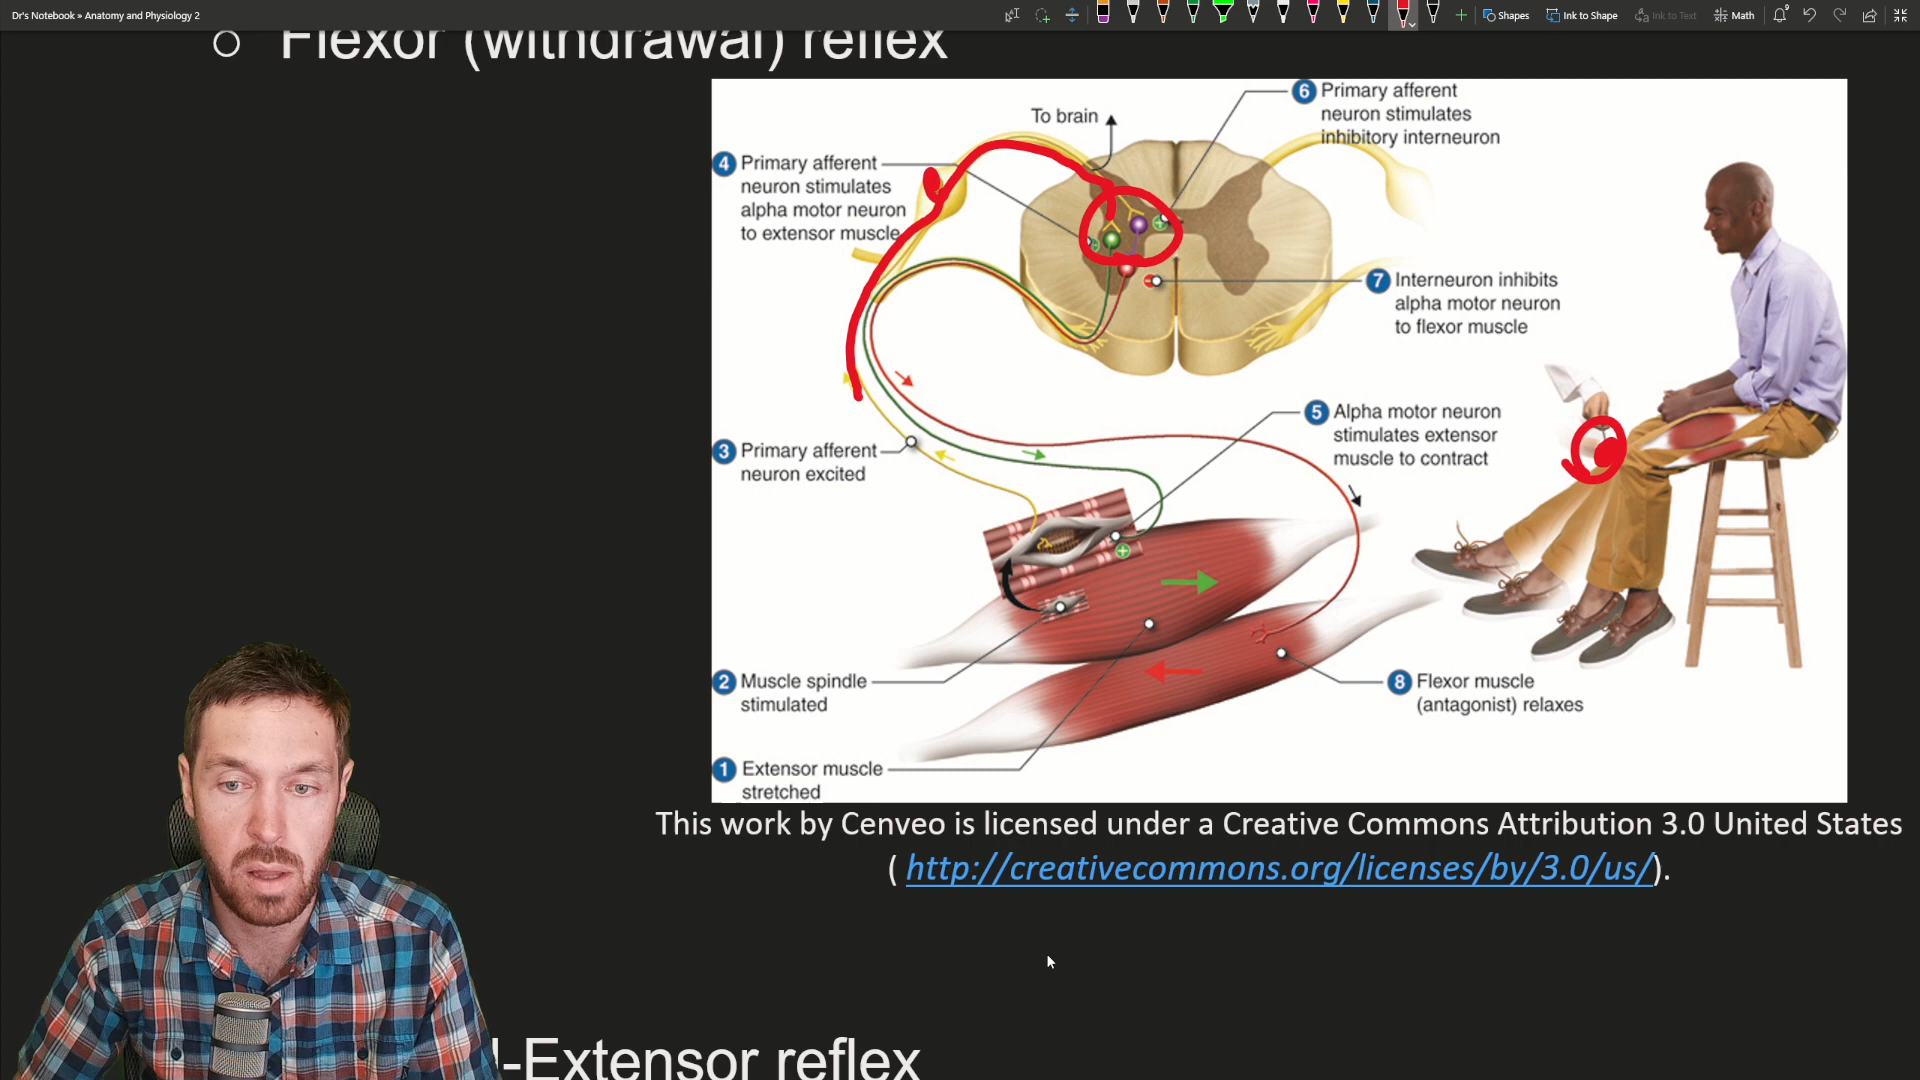 Dr's Notebook » Anatomy and Physiology 2
Shapes
Ink to Shape
Ink to Text
Math
Flexor (withdrawal) reflex
To brain
6 Primary afferent
neuron stimulates
inhibitory interneuron
4 Primary afferent
neuron stimulates
alpha motor neuron
to extensor muscle
7 Interneuron inhibits
alpha motor neuron
to flexor muscle
5 Alpha motor neuron
stimulates extensor
muscle to contract
3 Primary afferent
neuron excited
2 Muscle spindle
stimulated
8 Flexor muscle
(antagonist) relaxes
1 Extensor muscle
stretched
This work by Cenveo is licensed under a Creative Commons Attribution 3.0 United States
( http://creativecommons.org/licenses/by/3.0/us/).
-Extensor reflex